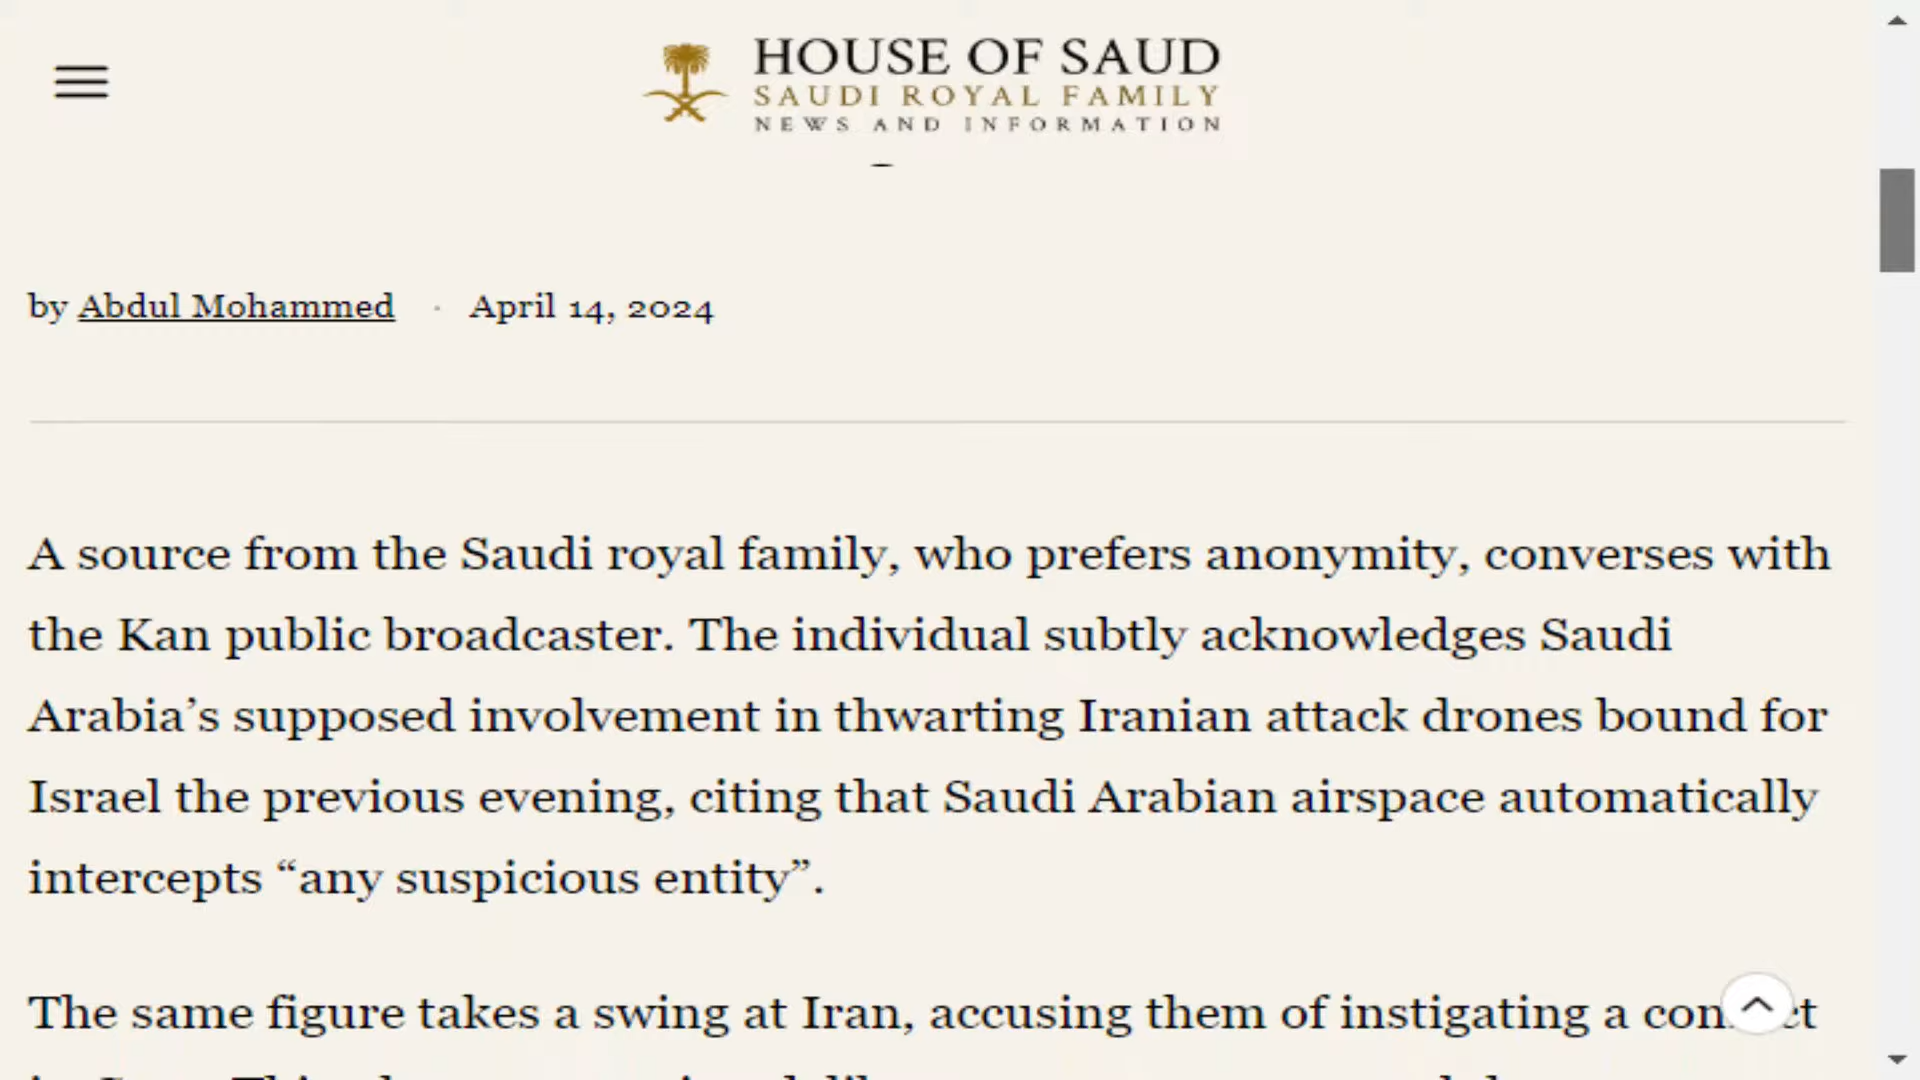 HOUSE OF SAUD
SAUDI ROYAL FAMILY
NEWS AND INFORMATION
by Abdul Mohammed · April 14, 2024
A source from the Saudi royal family, who prefers anonymity, converses with
the Kan public broadcaster. The individual subtly acknowledges Saudi
Arabia’s supposed involvement in thwarting Iranian attack drones bound for
Israel the previous evening, citing that Saudi Arabian airspace automatically
intercepts “any suspicious entity”.
The same figure takes a swing at Iran, accusing them of instigating a